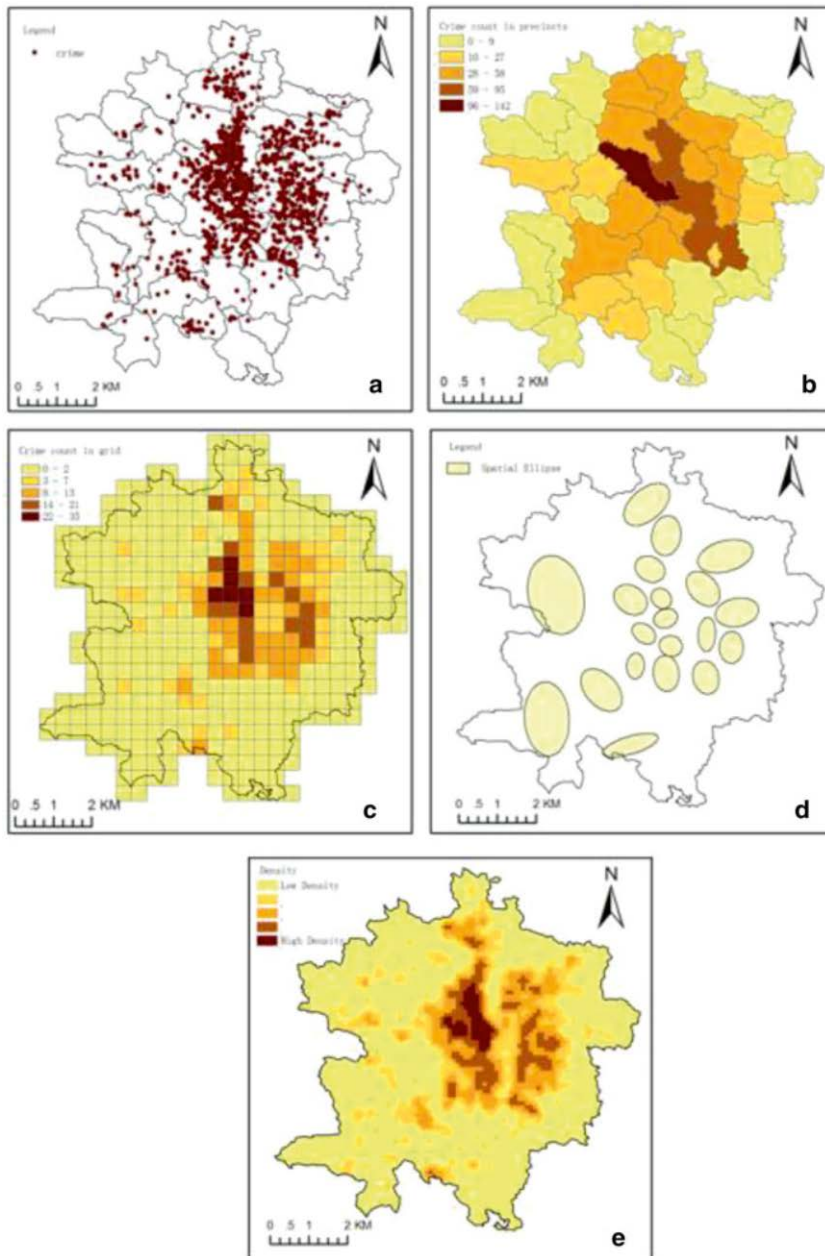 Legend
crime
N
0 .5 1 2 KM
a
Crime count in precincts
0 - 9
10 - 27
28 - 58
59 - 95
96 - 142
N
0 .5 1 2 KM
b
Crime count in grid
0 - 2
3 - 7
8 - 13
14 - 21
22 - 35
N
0 .5 1 2 KM
c
Legend
Spatial Ellipse
N
0 .5 1 2 KM
d
Density
Low Density
.
.
High Density
N
0 .5 1 2 KM
e